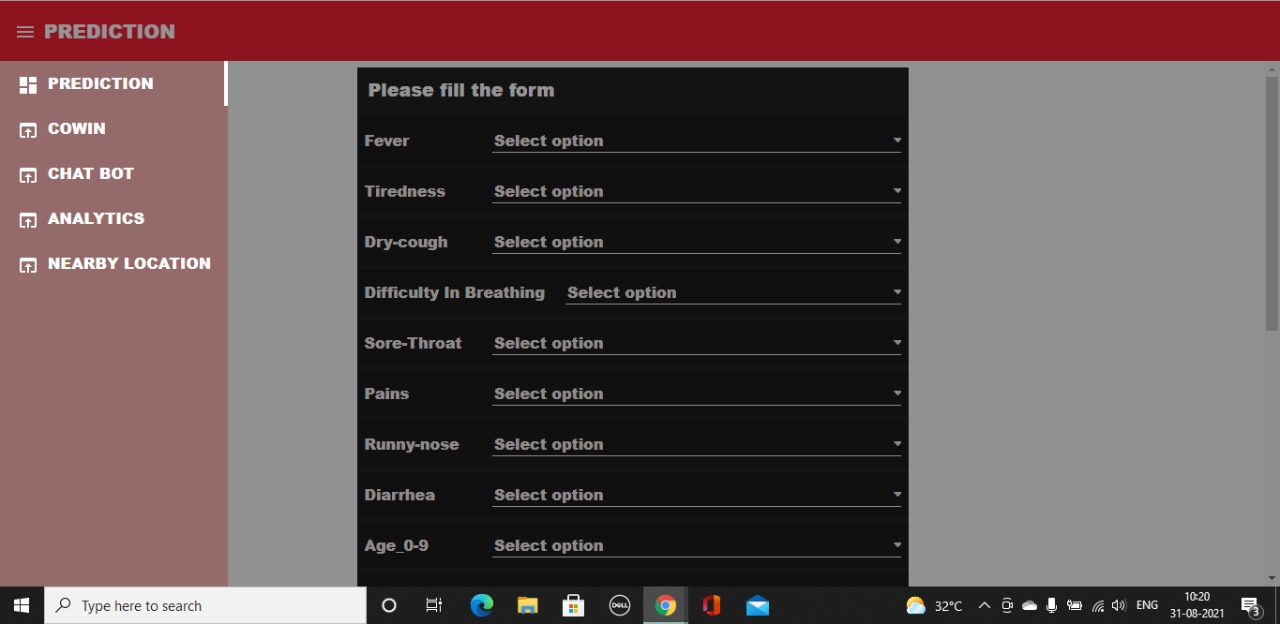 PREDICTION
PREDICTION
COWIN
CHAT BOT
ANALYTICS
NEARBY LOCATION
Please fill the form
Fever Select option
Tiredness Select option
Dry-cough Select option
Difficulty In Breathing Select option
Sore-Throat Select option
Pains Select option
Runny-nose Select option
Diarrhea Select option
Age_0-9 Select option
Type here to search
DELL
32°C
ENG
10:20
31-08-2021
3